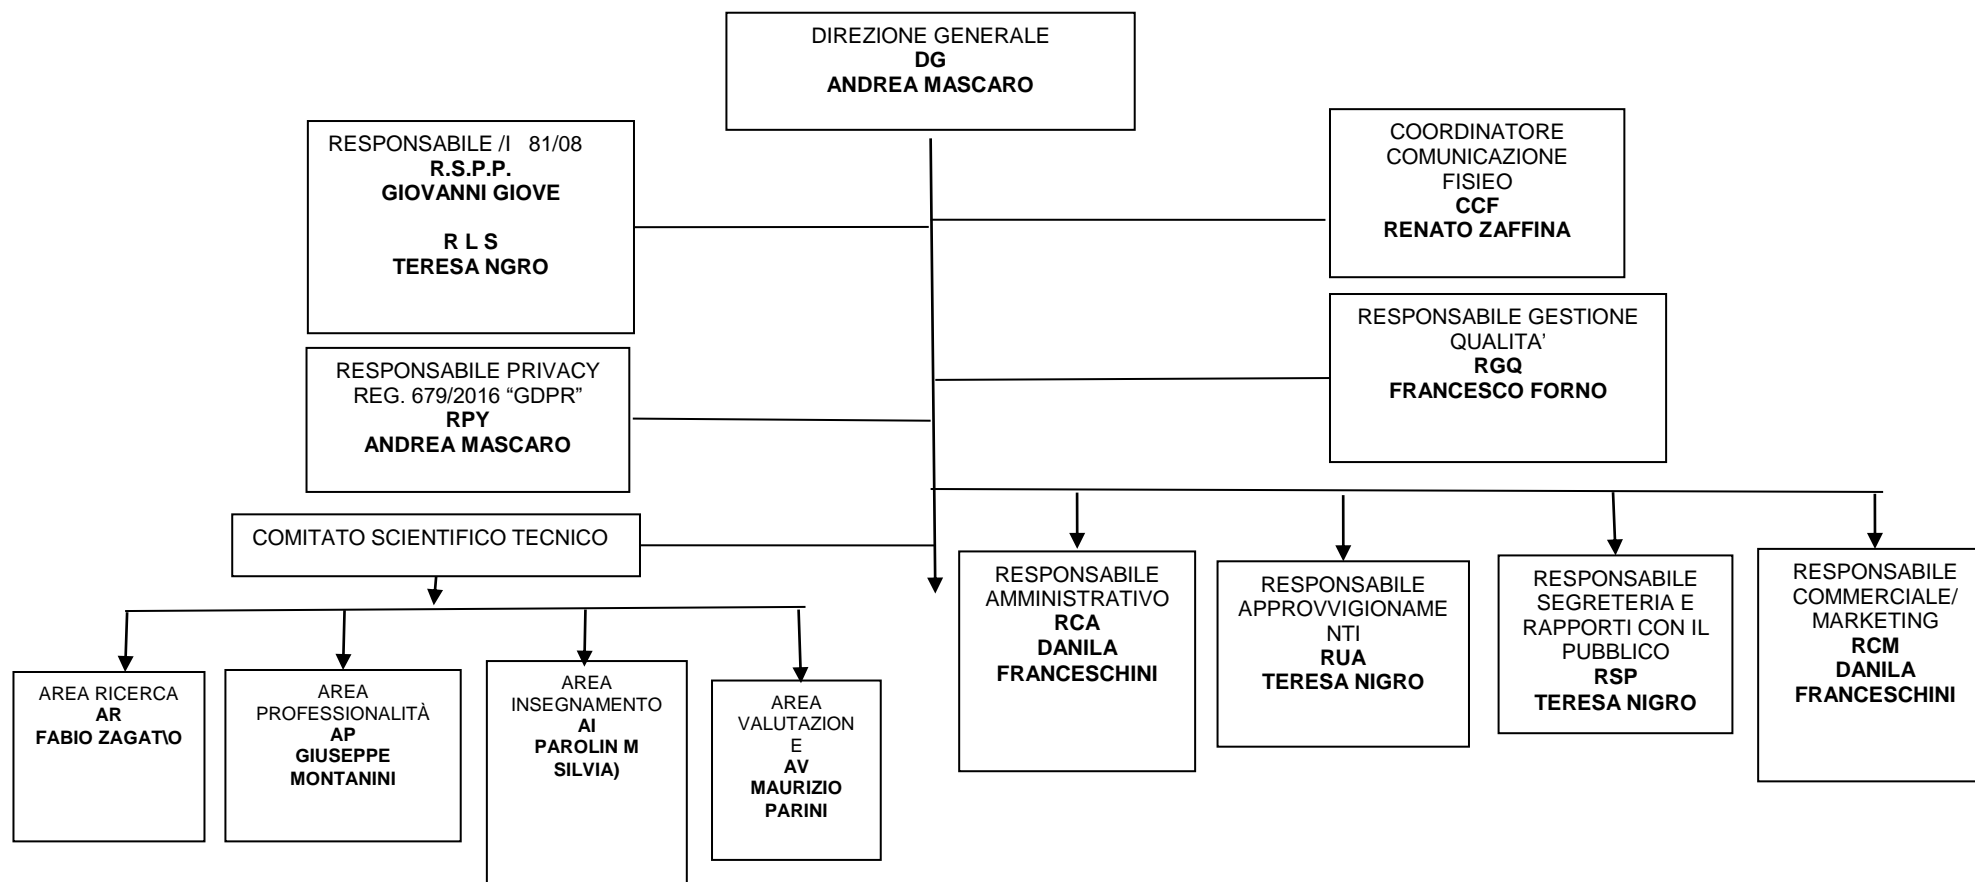 DIREZIONE GENERALE
DG
ANDREA MASCARO
RESPONSABILE /I 81/08
R.S.P.P.
GIOVANNI GIOVE
R L S
TERESA NGRO
COORDINATORE
COMUNICAZIONE
FISIEO
CCF
RENATO ZAFFINA
RESPONSABILE GESTIONE
QUALITA’
RGQ
FRANCESCO FORNO
RESPONSABILE PRIVACY
REG. 679/2016 “GDPR”
RPY
ANDREA MASCARO
COMITATO SCIENTIFICO TECNICO
RESPONSABILE
AMMINISTRATIVO
RCA
DANILA
FRANCESCHINI
RESPONSABILE
APPROVVIGIONAME
NTI
RUA
TERESA NIGRO
RESPONSABILE
SEGRETERIA E
RAPPORTI CON IL
PUBBLICO
RSP
TERESA NIGRO
RESPONSABILE
COMMERCIALE/
MARKETING
RCM
DANILA
FRANCESCHINI
AREA RICERCA
AR
FABIO ZAGAT\O
AREA
PROFESSIONALITÀ
AP
GIUSEPPE
MONTANINI
AREA
INSEGNAMENTO
AI
PAROLIN M
SILVIA)
AREA
VALUTAZION
E
AV
MAURIZIO
PARINI